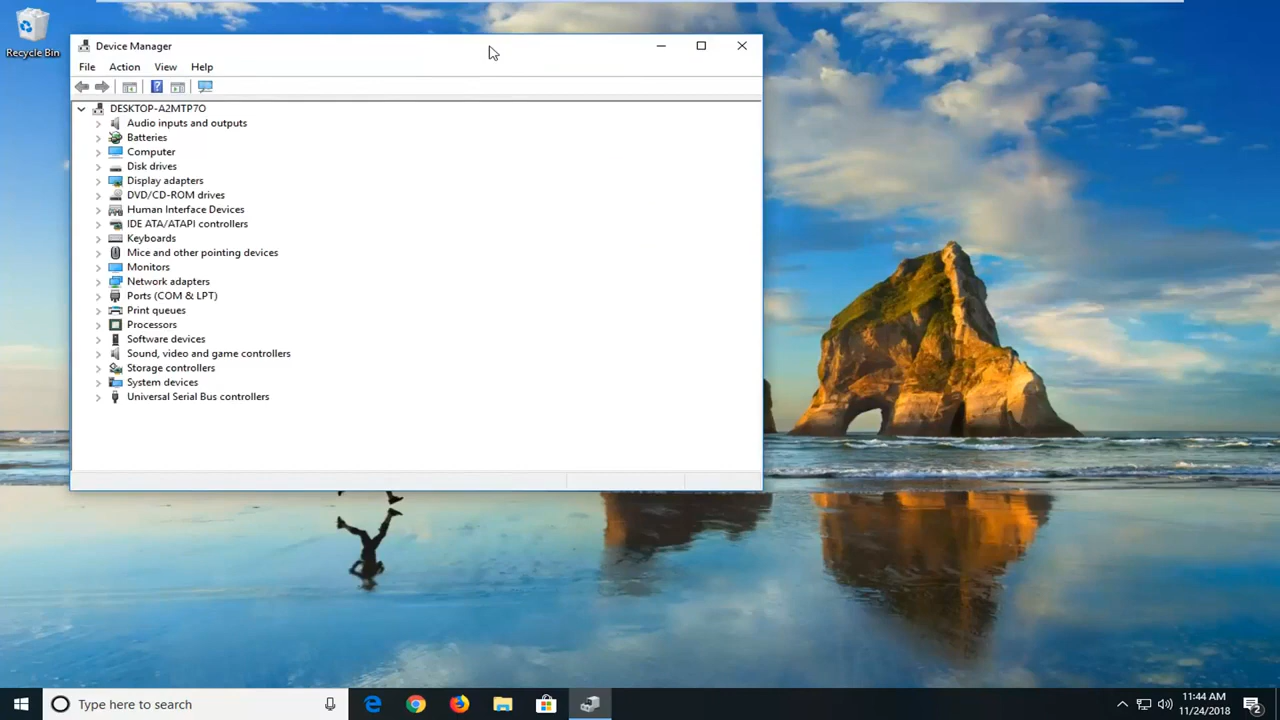 Recycle Bin
Device Manager
File Action View Help
DESKTOP-A2MTP7O
Audio inputs and outputs
Batteries
Computer
Disk drives
Display adapters
DVD/CD-ROM drives
Human Interface Devices
IDE ATA/ATAPI controllers
Keyboards
Mice and other pointing devices
Monitors
Network adapters
Ports (COM & LPT)
Print queues
Processors
Software devices
Sound, video and game controllers
Storage controllers
System devices
Universal Serial Bus controllers
Type here to search
11:44 AM
11/24/2018
2